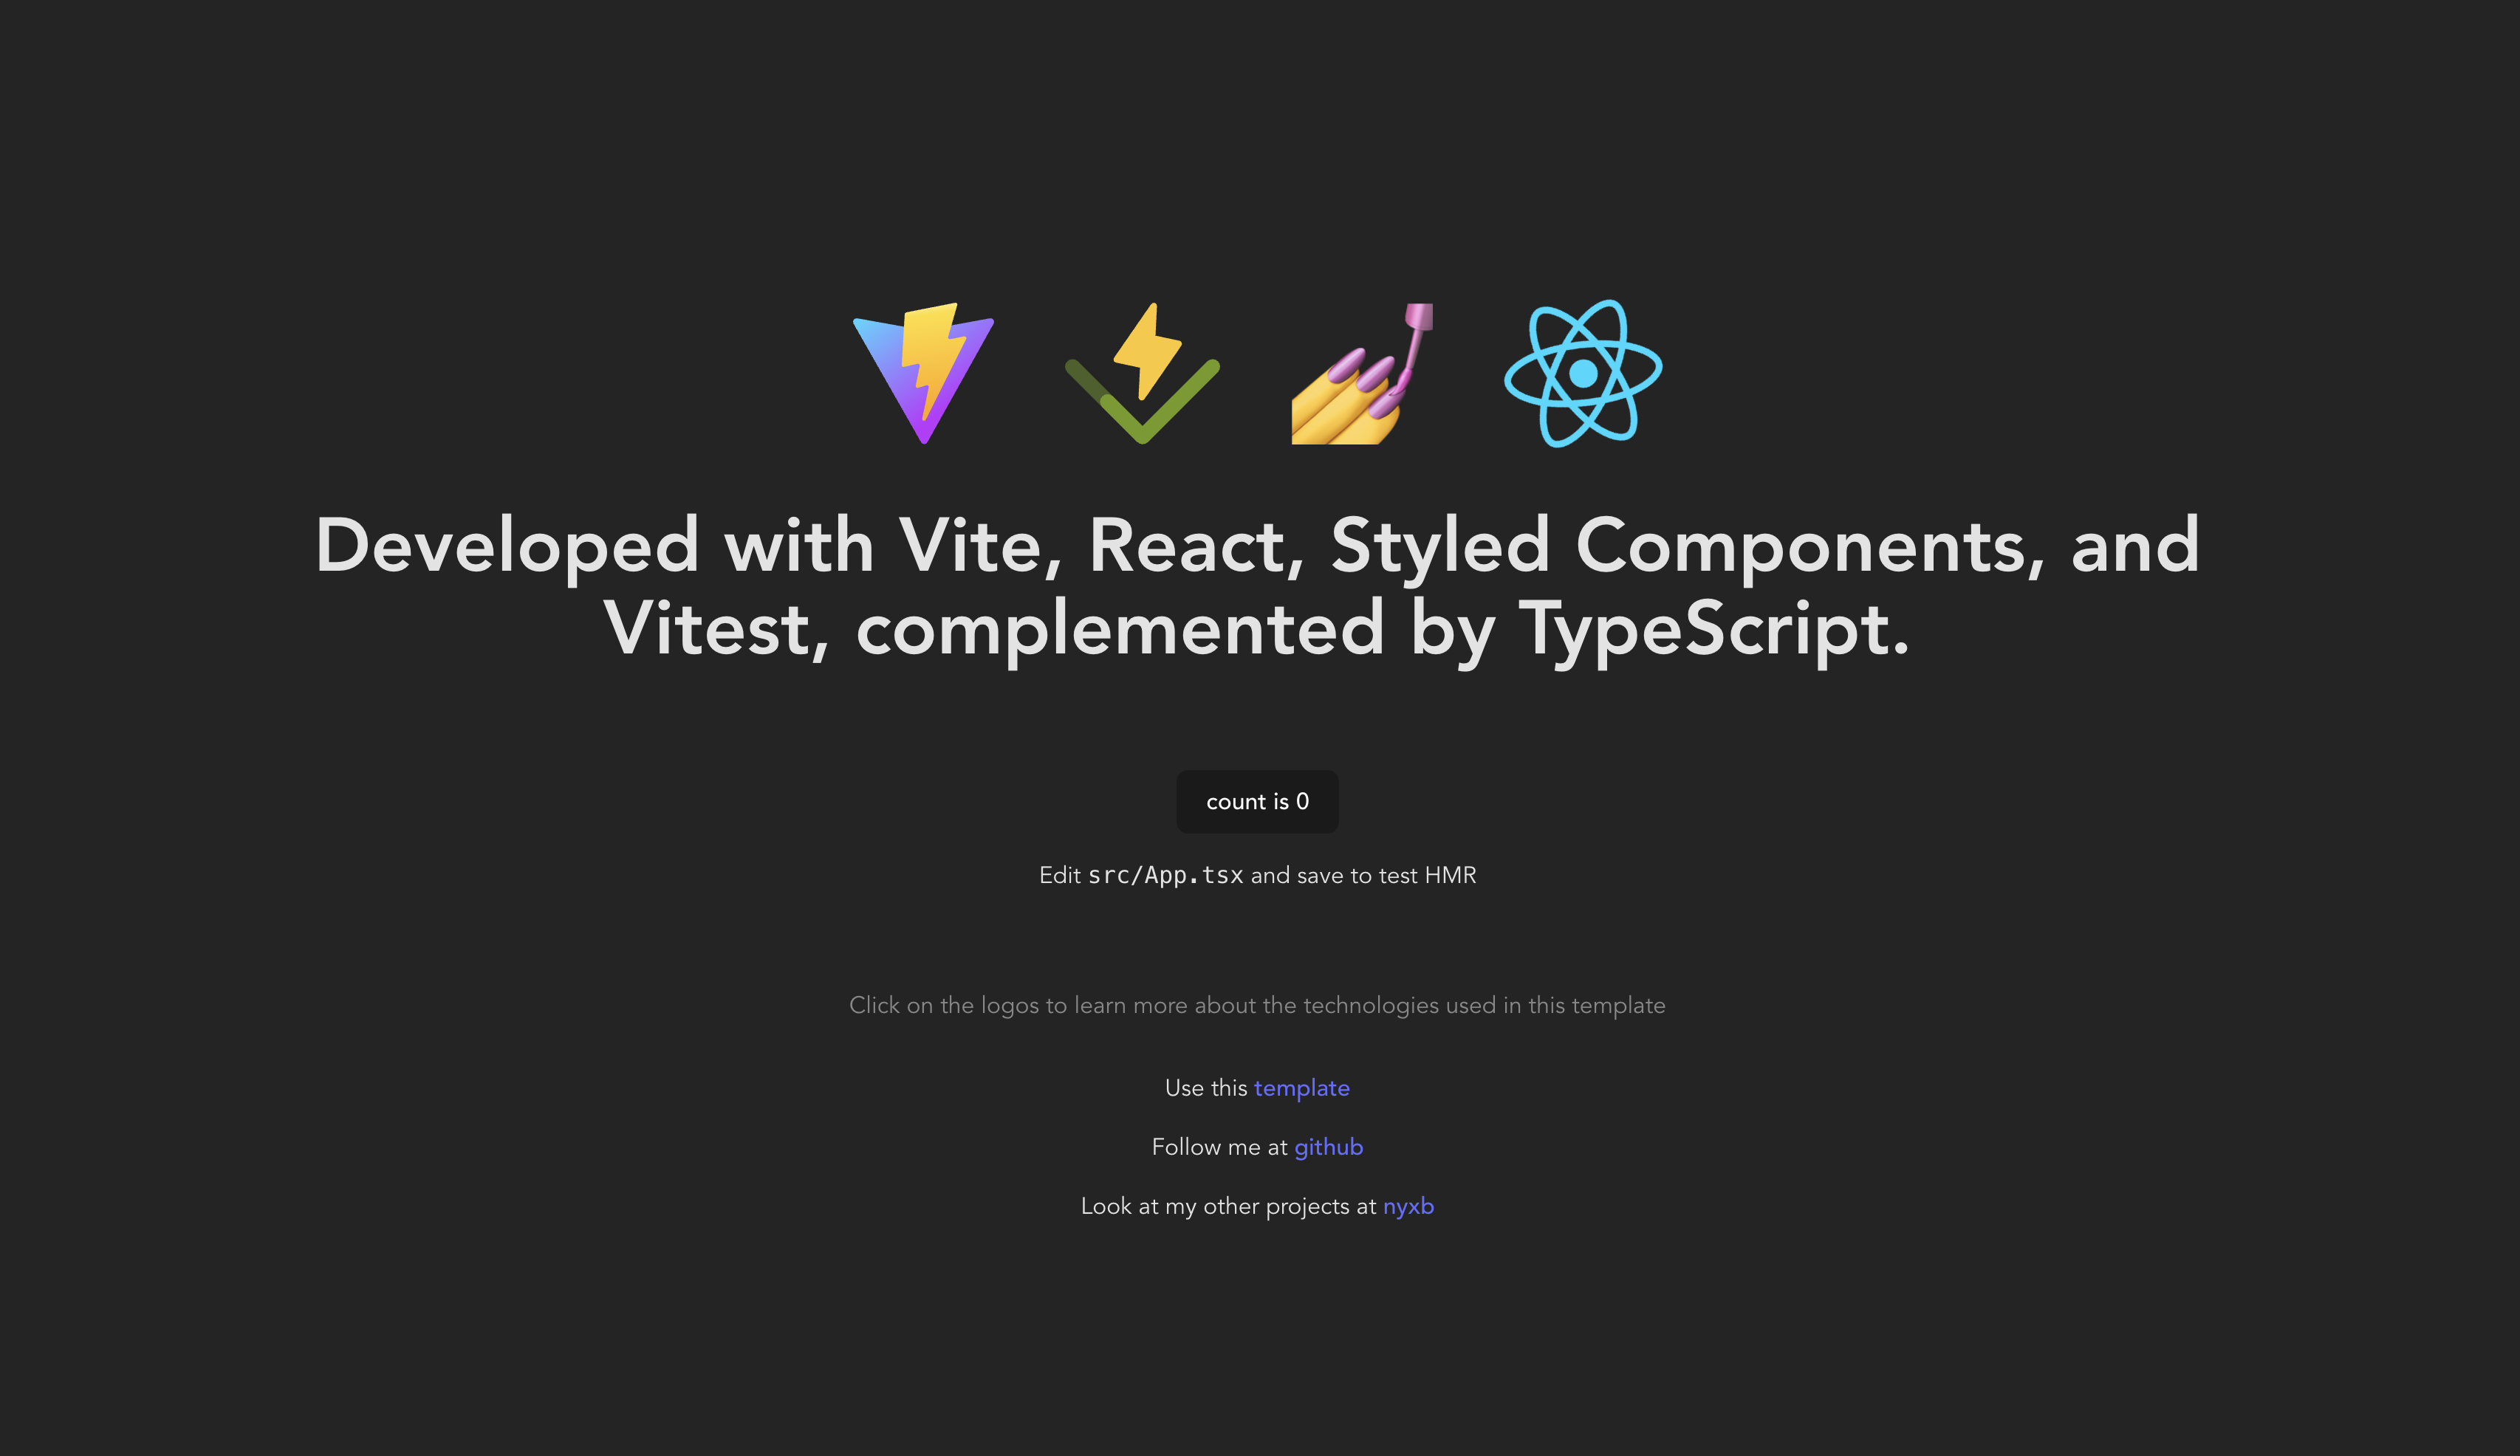 Developed with Vite, React, Styled Components, and
Vitest, complemented by TypeScript.
count is 0
Edit src/App.tsx and save to test HMR
Click on the logos to learn more about the technologies used in this template
Use this template
Follow me at github
Look at my other projects at nyxb